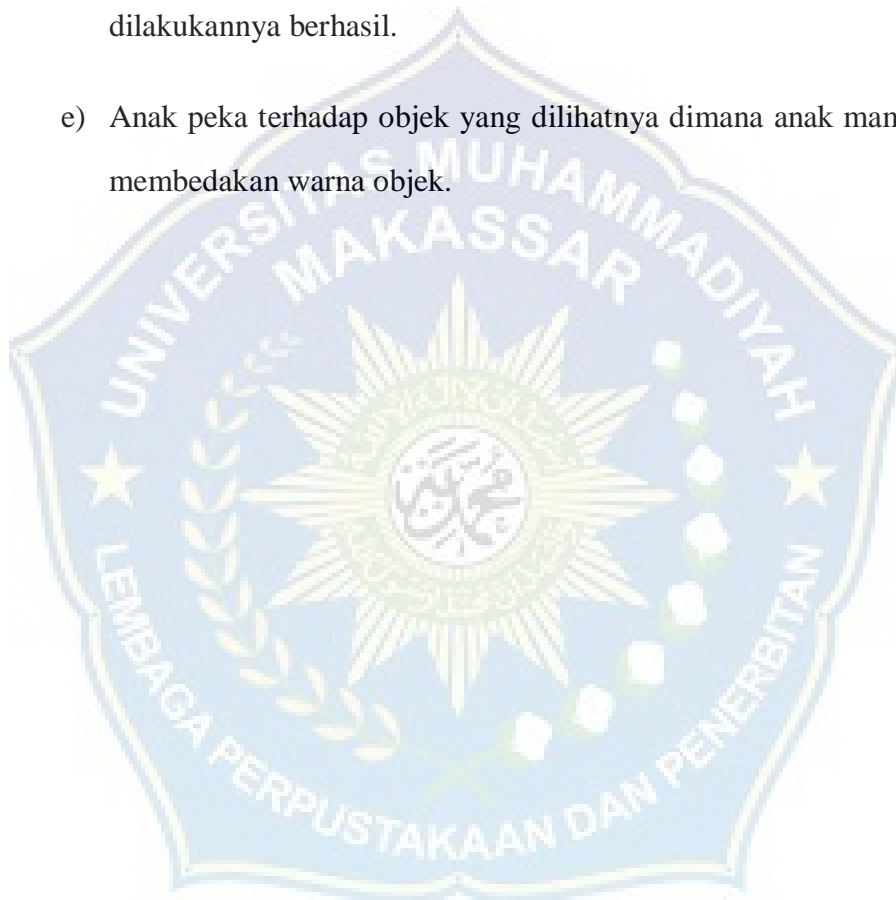 dilakukannya berhasil.
e) Anak peka terhadap objek yang dilihatnya dimana anak
membedakan warna objek.
UNIVERSITAS MUHAMMADIYAH
MAKASSAR
محمد
LEMBAGA PERPUSTAKAAN DAN PENERBITAN